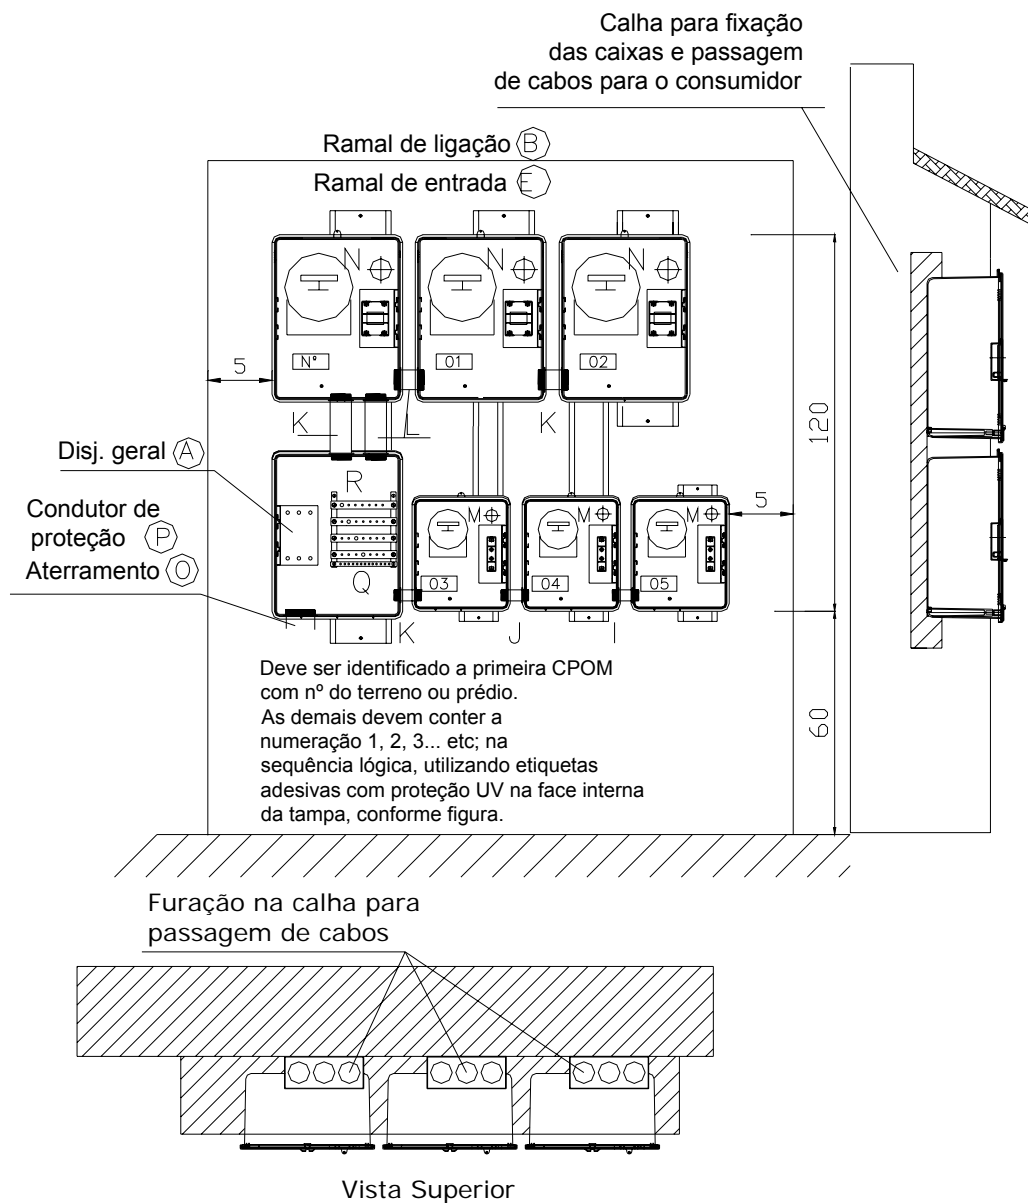 Calha para fixação
das caixas e passagem
de cabos para o consumidor
Ramal de ligação B
Ramal de entrada E
N N N
5
Nº 01 02
K L K
120
Disj. geral A
R
5
Condutor de
proteção P
M M M
Aterramento O
Q
03 04 05
K J I
Deve ser identificado a primeira CPOM
com nº do terreno ou prédio.
As demais devem conter a
numeração 1, 2, 3... etc; na
sequência lógica, utilizando etiquetas
adesivas com proteção UV na face interna
da tampa, conforme figura.
60
Furação na calha para
passagem de cabos
Vista Superior